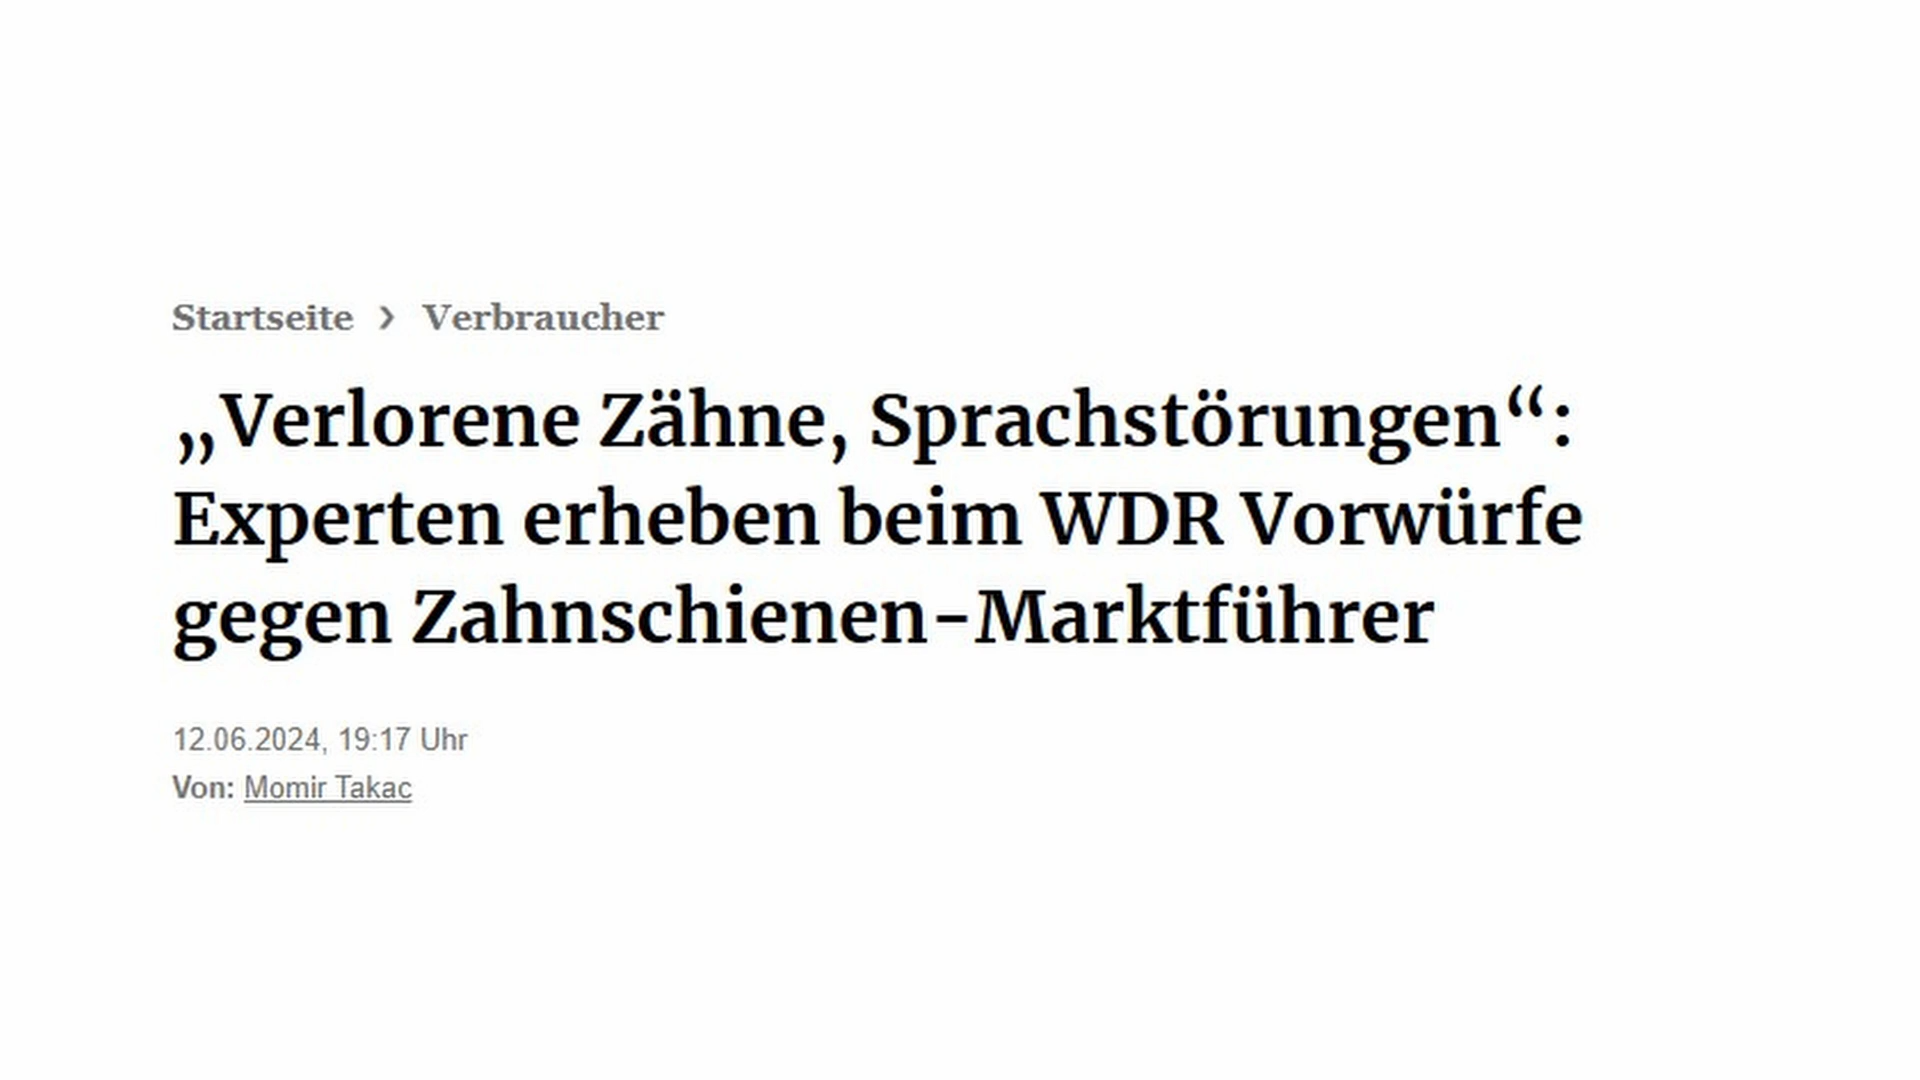 Startseite › Verbraucher
„Verlorene Zähne, Sprachstörungen“:
Experten erheben beim WDR Vorwürfe
gegen Zahnschienen-Marktführer
12.06.2024, 19:17 Uhr
Von: Momir Takac